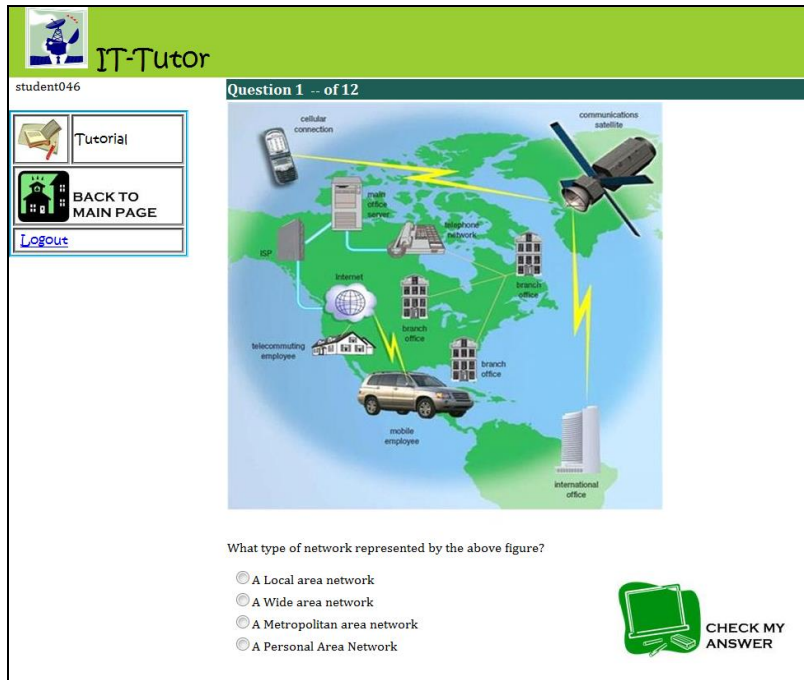 IT-Tutor
student046
Question 1 -- of 12
Tutorial
BACK TO
MAIN PAGE
Logout
cellular
connection
communications
satellite
main
office
server
telephone
network
ISP
branch
office
Internet
branch
office
telecommuting
employee
branch
office
mobile
employee
international
office
What type of network represented by the above figure?
A Local area network
A Wide area network
A Metropolitan area network
A Personal Area Network
CHECK MY
ANSWER